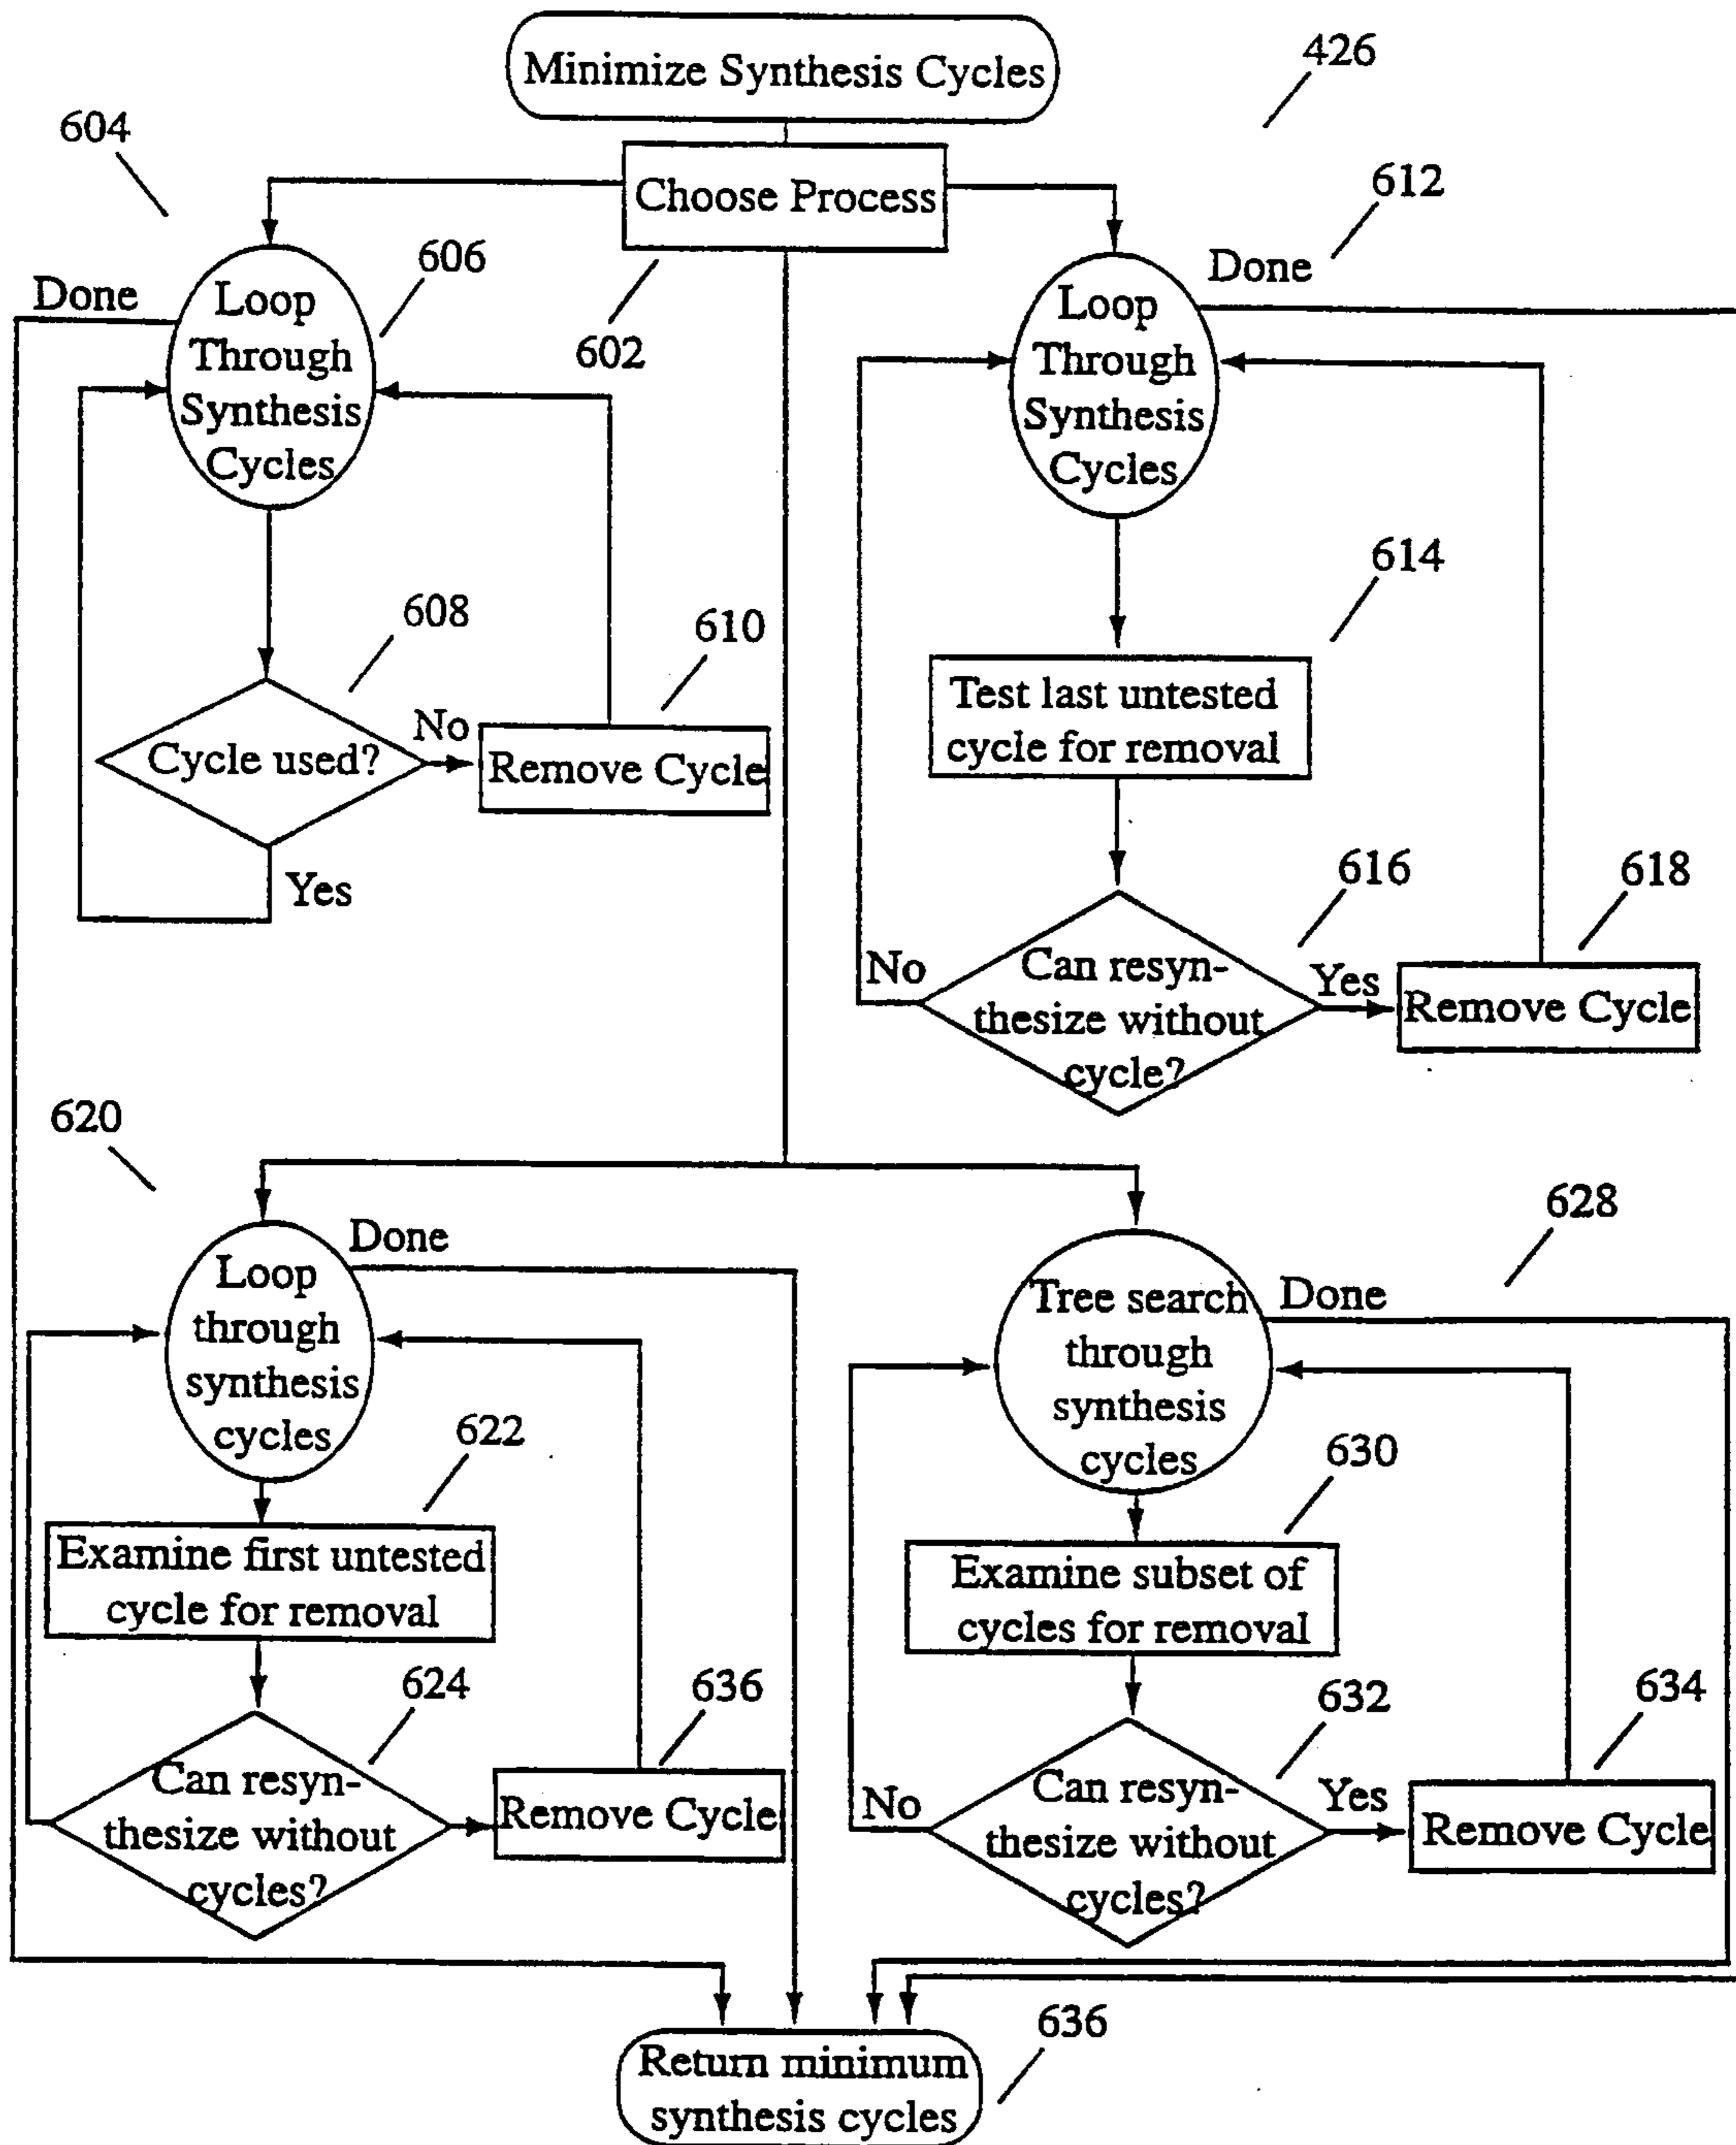 Minimize Synthesis Cycles
426
604
Choose Process
612
606
602
Done
Loop
Through
Synthesis
Cycles
Done
Loop
Through
Synthesis
Cycles
614
608
610
Test last untested
cycle for removal
Cycle used?
No
Remove Cycle
Yes
616
618
No
Can resyn-
thesize without
cycle?
Yes
Remove Cycle
620
628
Done
Loop
through
synthesis
cycles
Tree search
through
synthesis
cycles
Done
622
630
Examine first untested
cycle for removal
Examine subset of
cycles for removal
624
636
632
634
Can resyn-
thesize without
cycles?
Remove Cycle
No
Can resyn-
thesize without
cycles?
Yes
Remove Cycle
636
Return minimum
synthesis cycles